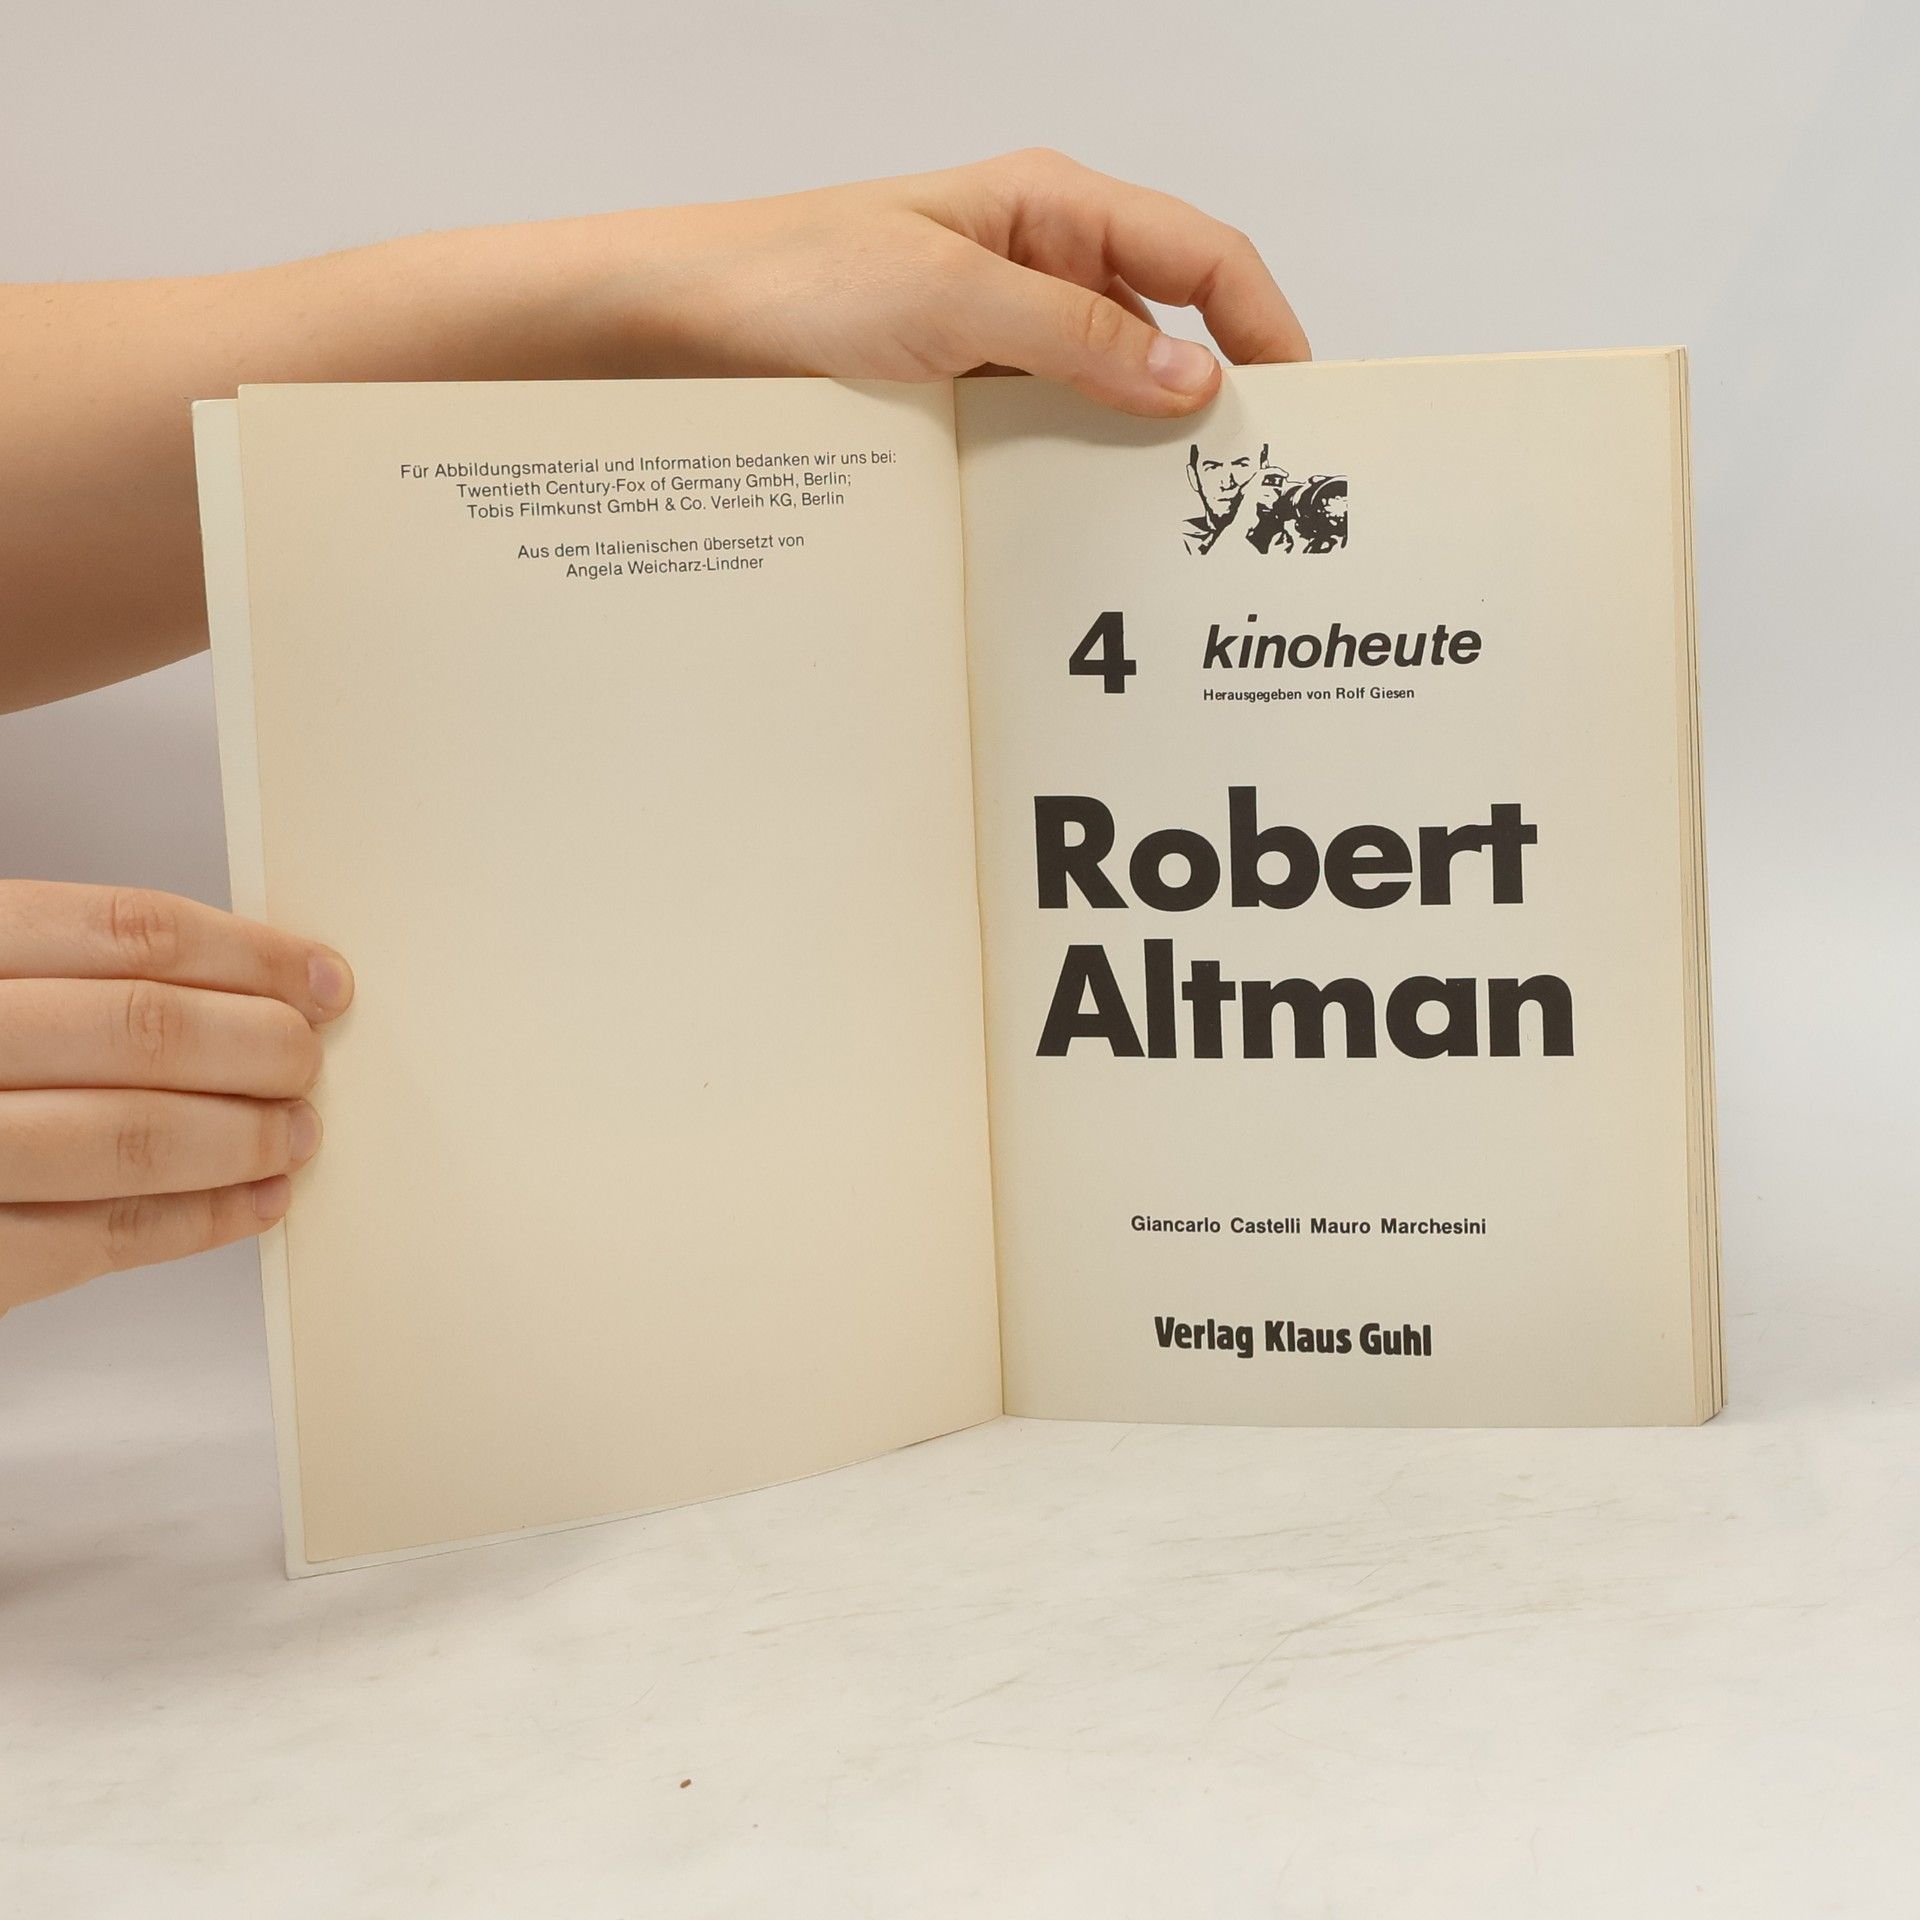 Für Abbildungsmaterial und Information bedanken wir uns bei:
Twentieth Century-Fox of Germany GmbH, Berlin;
Tobis Filmkunst GmbH & Co. Verleih KG, Berlin
Aus dem Italienischen übersetzt von
Angela Weicharz-Lindner
4 kinoheute
Herausgegeben von Rolf Giesen
Robert
Altman
Giancarlo Castelli Mauro Marchesini
Verlag Klaus Guhl